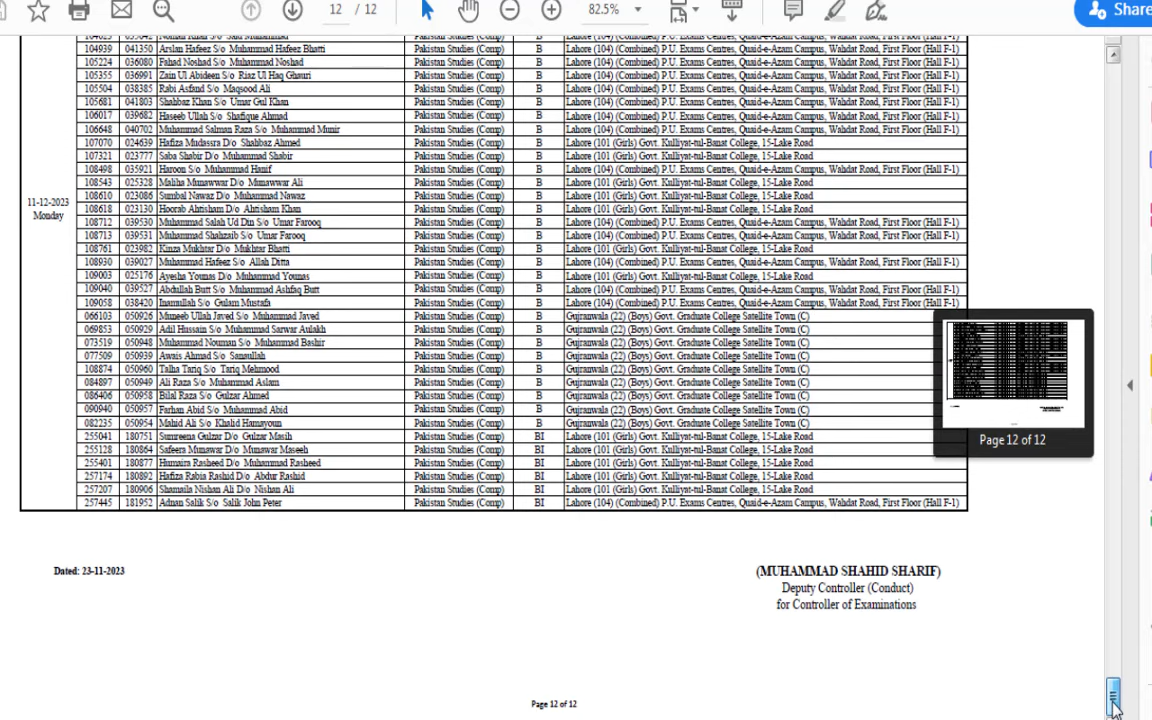 12 / 12 82.5% Share
Lahore (104) (Combined) P.U. Exams Centres, Quaid-e-Azam Campus, Wahdat Road, First Floor (Hall F-1)
104939 041350 Arslan Hafeez S/o Muhammad Hafeez Bhatti Pakistan Studies (Comp) B Lahore (104) (Combined) P.U. Exams Centres, Quaid-e-Azam Campus, Wahdat Road, First Floor (Hall F-1)
105224 036080 Fahad Noshad S/o Muhammad Noshad Pakistan Studies (Comp) B Lahore (104) (Combined) P.U. Exams Centres, Quaid-e-Azam Campus, Wahdat Road, First Floor (Hall F-1)
105355 036991 Zain Ul Abideen S/o Riaz Ul Haq Ghauri Pakistan Studies (Comp) B Lahore (104) (Combined) P.U. Exams Centres, Quaid-e-Azam Campus, Wahdat Road, First Floor (Hall F-1)
105504 038385 Rabi Asfand S/o Maqsood Ali Pakistan Studies (Comp) B Lahore (104) (Combined) P.U. Exams Centres, Quaid-e-Azam Campus, Wahdat Road, First Floor (Hall F-1)
105681 041803 Shahbaz Khan S/o Umar Gul Khan Pakistan Studies (Comp) B Lahore (104) (Combined) P.U. Exams Centres, Quaid-e-Azam Campus, Wahdat Road, First Floor (Hall F-1)
106017 039682 Haseeb Ullah S/o Shafique Ahmad Pakistan Studies (Comp) B Lahore (104) (Combined) P.U. Exams Centres, Quaid-e-Azam Campus, Wahdat Road, First Floor (Hall F-1)
106648 040702 Muhammad Salman Raza S/o Muhammad Munir Pakistan Studies (Comp) B Lahore (104) (Combined) P.U. Exams Centres, Quaid-e-Azam Campus, Wahdat Road, First Floor (Hall F-1)
107070 024639 Hafiza Mudassra D/o Shahbaz Ahmed Pakistan Studies (Comp) B Lahore (101 (Girls) Govt. Kulliyat-tul-Banat College, 15-Lake Road
107321 023777 Saba Shabir D/o Muhammad Shabir Pakistan Studies (Comp) B Lahore (101 (Girls) Govt. Kulliyat-tul-Banat College, 15-Lake Road
108498 035921 Haroon S/o Muhammad Hanif Pakistan Studies (Comp) B Lahore (104) (Combined) P.U. Exams Centres, Quaid-e-Azam Campus, Wahdat Road, First Floor (Hall F-1)
108543 025328 Maliha Munawwar D/o Munawwar Ali Pakistan Studies (Comp) B Lahore (101 (Girls) Govt. Kulliyat-tul-Banat College, 15-Lake Road
108610 023086 Sumbal Nawaz D/o Muhammad Nawaz Pakistan Studies (Comp) B Lahore (101 (Girls) Govt. Kulliyat-tul-Banat College, 15-Lake Road
11-12-2023
Monday
108618 023130 Hoorab Ahtisham D/o Ahtisham Khan Pakistan Studies (Comp) B Lahore (101 (Girls) Govt. Kulliyat-tul-Banat College, 15-Lake Road
108712 039530 Muhammad Salah Ud Din S/o Umar Farooq Pakistan Studies (Comp) B Lahore (104) (Combined) P.U. Exams Centres, Quaid-e-Azam Campus, Wahdat Road, First Floor (Hall F-1)
108713 039531 Muhammad Shahzaib S/o Umar Farooq Pakistan Studies (Comp) B Lahore (104) (Combined) P.U. Exams Centres, Quaid-e-Azam Campus, Wahdat Road, First Floor (Hall F-1)
108761 023982 Kinza Mukhtar D/o Mukhtar Bhatti Pakistan Studies (Comp) B Lahore (101 (Girls) Govt. Kulliyat-tul-Banat College, 15-Lake Road
108930 039027 Muhammad Hafeez S/o Allah Ditta Pakistan Studies (Comp) B Lahore (104) (Combined) P.U. Exams Centres, Quaid-e-Azam Campus, Wahdat Road, First Floor (Hall F-1)
109003 025176 Ayesha Younas D/o Muhammad Younas Pakistan Studies (Comp) B Lahore (101 (Girls) Govt. Kulliyat-tul-Banat College, 15-Lake Road
109040 039527 Abdullah Butt S/o Muhammad Ashfaq Butt Pakistan Studies (Comp) B Lahore (104) (Combined) P.U. Exams Centres, Quaid-e-Azam Campus, Wahdat Road, First Floor (Hall F-1)
109058 038420 Inamullah S/o Gulam Mustafa Pakistan Studies (Comp) B Lahore (104) (Combined) P.U. Exams Centres, Quaid-e-Azam Campus, Wahdat Road, First Floor (Hall F-1)
066103 050926 Muneeb Ullah Javed S/o Muhammad Javed Pakistan Studies (Comp) B Gujranwala (22) (Boys) Govt. Graduate College Satellite Town (C)
069853 050929 Adil Hussain S/o Muhammad Sarwar Aulakh Pakistan Studies (Comp) B Gujranwala (22) (Boys) Govt. Graduate College Satellite Town (C)
073519 050948 Muhammad Nouman S/o Muhammad Bashir Pakistan Studies (Comp) B Gujranwala (22) (Boys) Govt. Graduate College Satellite Town (C)
077509 050939 Awais Ahmad S/o Sanaullah Pakistan Studies (Comp) B Gujranwala (22) (Boys) Govt. Graduate College Satellite Town (C)
108874 050960 Talha Tariq S/o Tariq Mehmood Pakistan Studies (Comp) B Gujranwala (22) (Boys) Govt. Graduate College Satellite Town (C)
084897 050949 Ali Raza S/o Muhammad Aslam Pakistan Studies (Comp) B Gujranwala (22) (Boys) Govt. Graduate College Satellite Town (C)
086406 050958 Bilal Raza S/o Gulzar Ahmed Pakistan Studies (Comp) B Gujranwala (22) (Boys) Govt. Graduate College Satellite Town (C)
090940 050957 Farhan Abid S/o Muhammad Abid Pakistan Studies (Comp) B Gujranwala (22) (Boys) Govt. Graduate College Satellite Town (C)
082235 050954 Mahid Ali S/o Khalid Hamayoun Pakistan Studies (Comp) B Gujranwala (22) (Boys) Govt. Graduate College Satellite Town (C)
255041 180751 Sumreena Gulzar D/o Gulzar Masih Pakistan Studies (Comp) BI Lahore (101 (Girls) Govt. Kulliyat-tul-Banat College, 15-Lake Road
Page 12 of 12
255128 180864 Safeera Munawar D/o Munawar Maseeh Pakistan Studies (Comp) BI Lahore (101 (Girls) Govt. Kulliyat-tul-Banat College, 15-Lake Road
255401 180877 Humaira Rasheed D/o Muhammad Rasheed Pakistan Studies (Comp) BI Lahore (101 (Girls) Govt. Kulliyat-tul-Banat College, 15-Lake Road
257174 180892 Hafiza Rabia Rashid D/o Abdur Rashid Pakistan Studies (Comp) BI Lahore (101 (Girls) Govt. Kulliyat-tul-Banat College, 15-Lake Road
257207 180906 Shamaila Nishan Ali D/o Nishan Ali Pakistan Studies (Comp) BI Lahore (101 (Girls) Govt. Kulliyat-tul-Banat College, 15-Lake Road
257445 181952 Adnan Salik S/o Salik John Peter Pakistan Studies (Comp) BI Lahore (104) (Combined) P.U. Exams Centres, Quaid-e-Azam Campus, Wahdat Road, First Floor (Hall F-1)
Dated: 23-11-2023
(MUHAMMAD SHAHID SHARIF)
Deputy Controller (Conduct)
for Controller of Examinations
Page 12 of 12